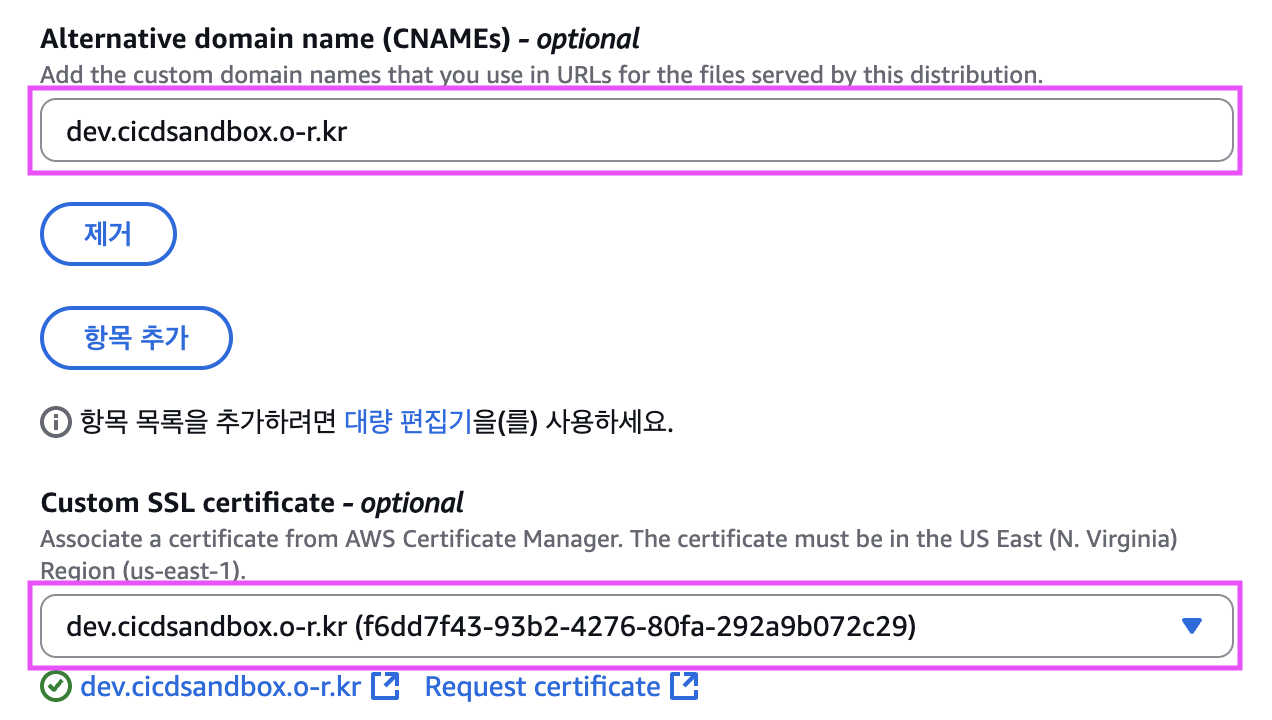 Alternative domain name (CNAMEs) - optional
Add the custom domain names that you use in URLs for the files served by this distribution.
dev.cicdsandbox.o-r.kr
제거
항목 추가
항목 목록을 추가하려면 대량 편집기을(를) 사용하세요.
Custom SSL certificate - optional
Associate a certificate from AWS Certificate Manager. The certificate must be in the US East (N. Virginia)
Region (us-east-1).
dev.cicdsandbox.o-r.kr (f6dd7f43-93b2-4276-80fa-292a9b072c29)
dev.cicdsandbox.o-r.kr Request certificate